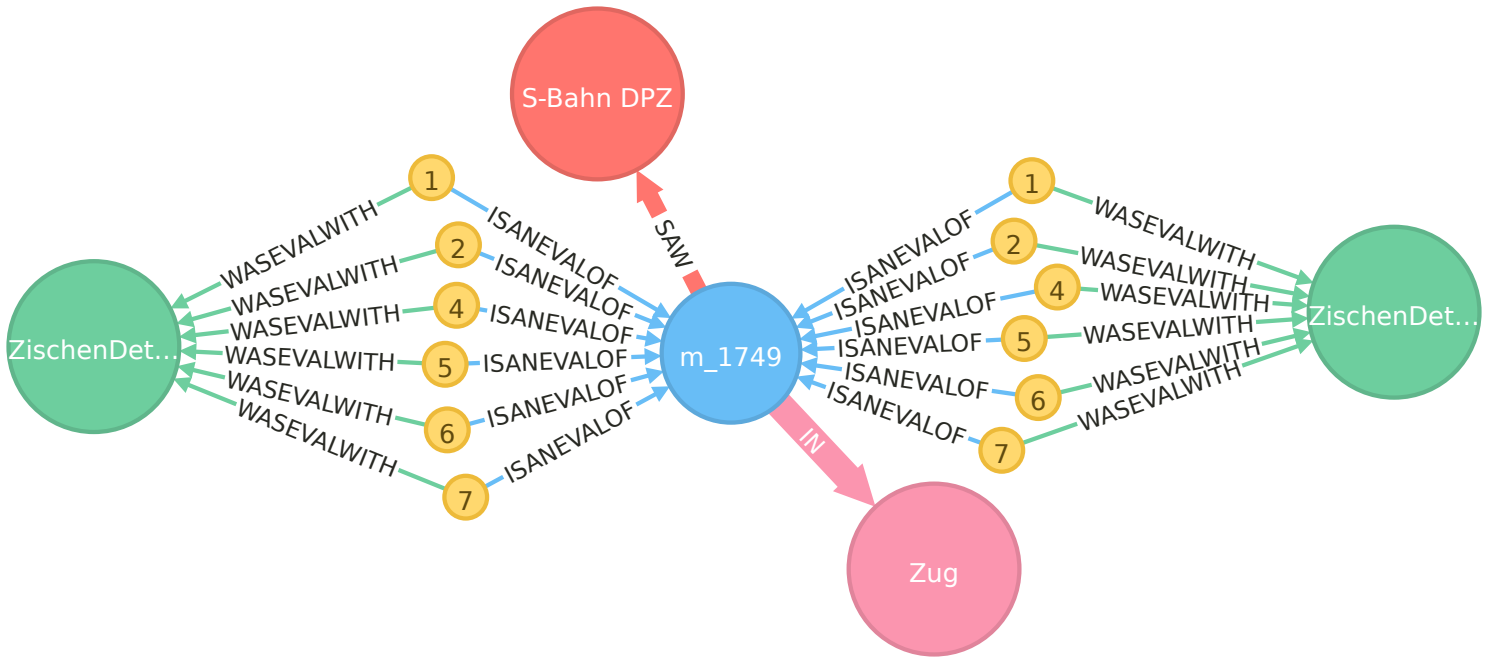 S-Bahn DPZ
SAW
1
WASEVALWITH
ISANEVALOF
2
WASEVALWITH
ISANEVALOF
4
WASEVALWITH
ISANEVALOF
5
WASEVALWITH
ISANEVALOF
6
WASEVALWITH
ISANEVALOF
7
WASEVALWITH
ISANEVALOF
ZischenDet...
m_1749
1
ISANEVALOF
WASEVALWITH
2
ISANEVALOF
WASEVALWITH
4
ISANEVALOF
WASEVALWITH
5
ISANEVALOF
WASEVALWITH
6
ISANEVALOF
WASEVALWITH
7
ISANEVALOF
WASEVALWITH
ZischenDet...
IN
Zug